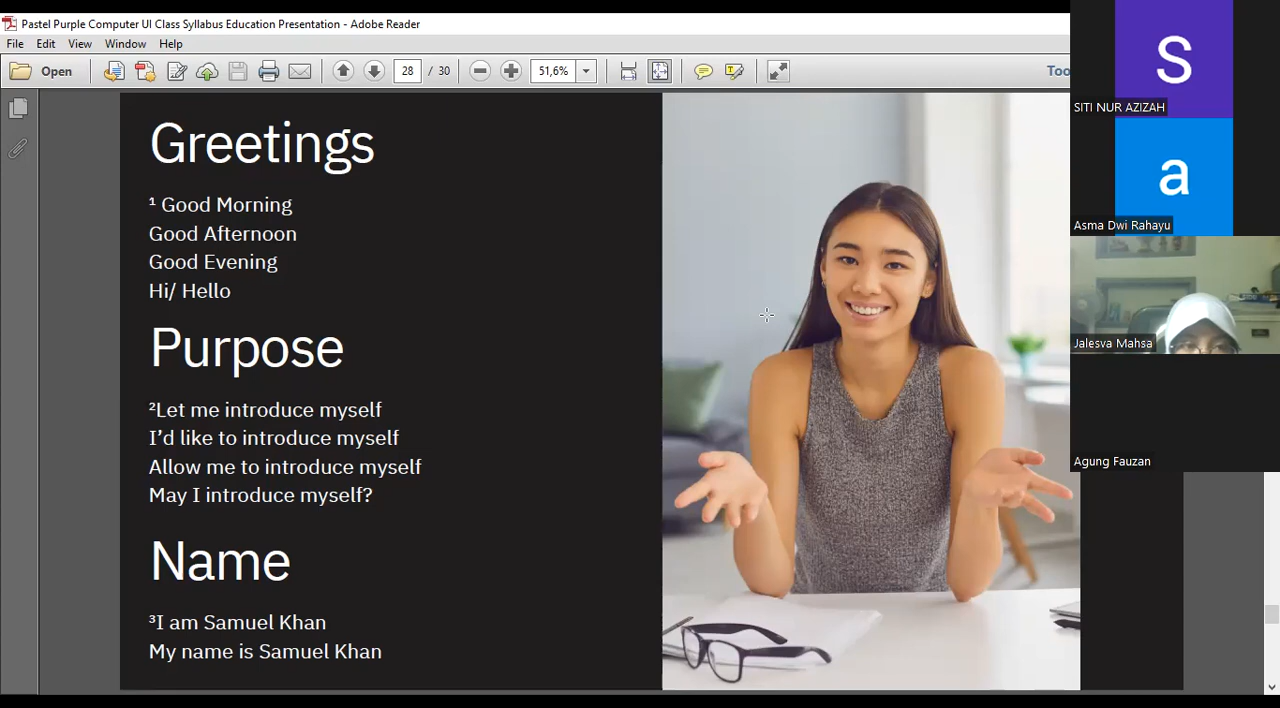 Pastel Purple Computer UI Class Syllabus Education Presentation - Adobe Reader
File Edit View Window Help
Open 28 / 30 51,6% Too
Greetings
¹ Good Morning
Good Afternoon
Good Evening
Hi/ Hello
Purpose
²Let me introduce myself
I’d like to introduce myself
Allow me to introduce myself
May I introduce myself?
Name
³I am Samuel Khan
My name is Samuel Khan
S
SITI NUR AZIZAH
a
Asma Dwi Rahayu
Jalesva Mahsa
Agung Fauzan